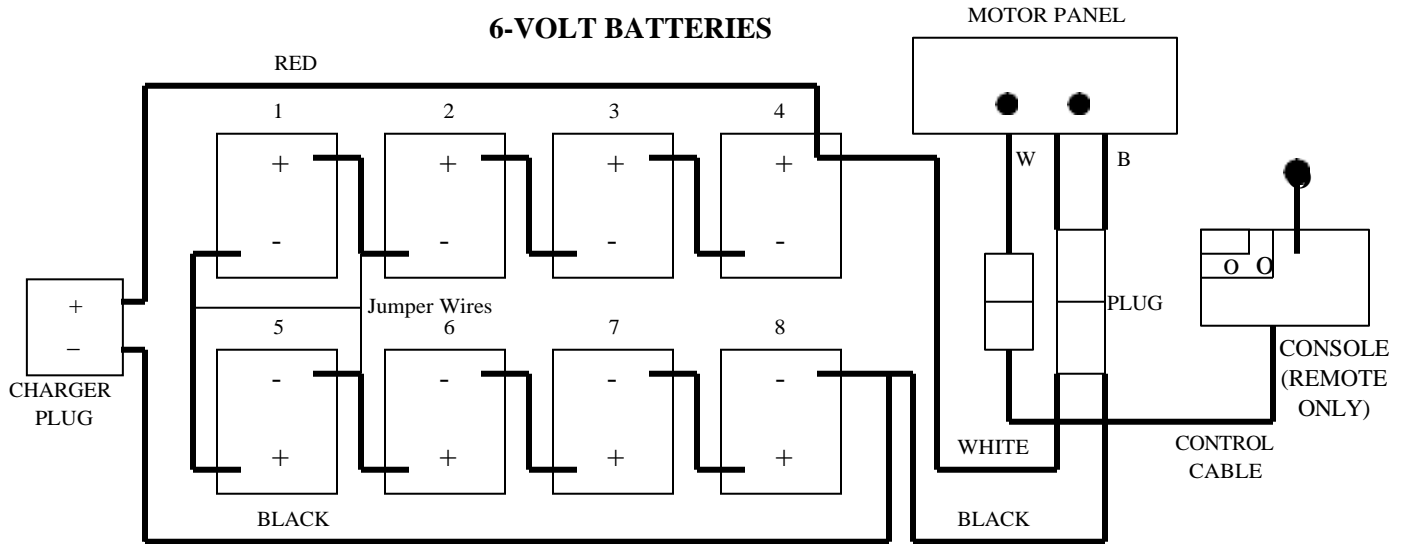 6-VOLT BATTERIES
MOTOR PANEL
RED
1 2 3 4
+ + + +
W B
- - - -
O O
+
–
CHARGER
PLUG
Jumper Wires
PLUG
5 6 7 8
- - - -
CONSOLE
(REMOTE
ONLY)
+ + + +
WHITE
CONTROL
CABLE
BLACK
BLACK